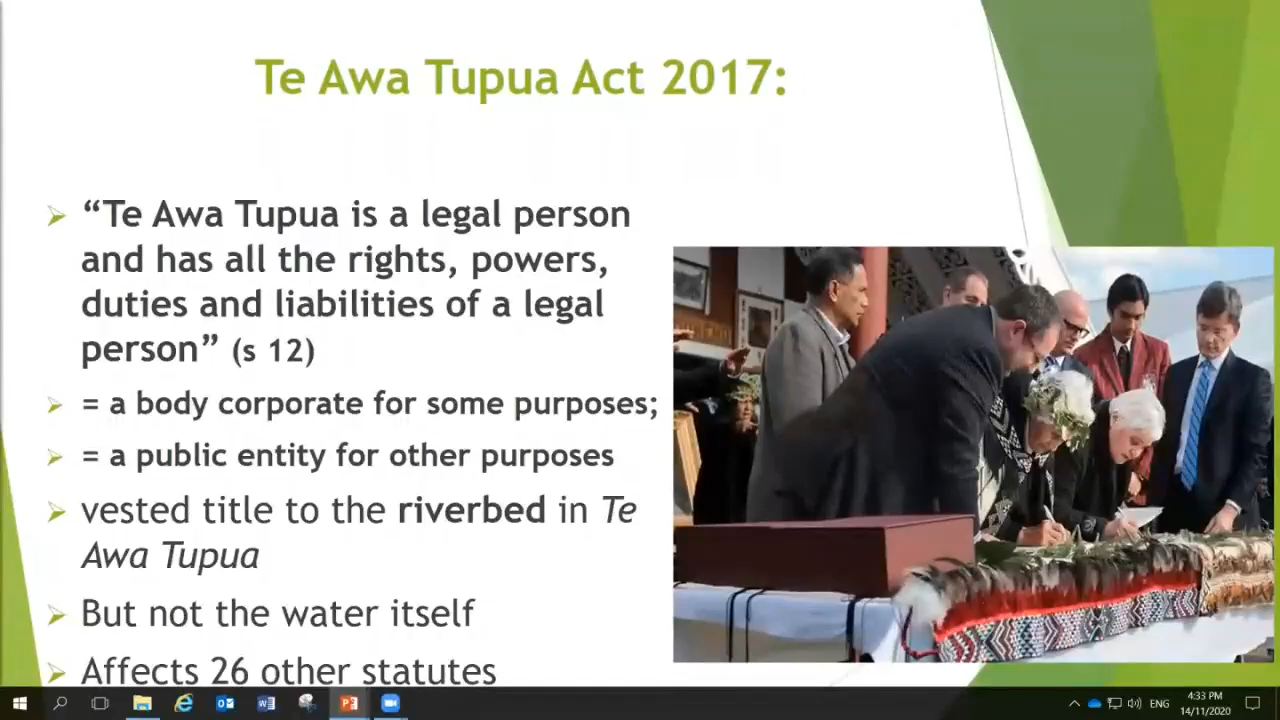 Te Awa Tupua Act 2017:
➢ “Te Awa Tupua is a legal person
and has all the rights, powers,
duties and liabilities of a legal
person” (s 12)
➢ = a body corporate for some purposes;
➢ = a public entity for other purposes
➢ vested title to the riverbed in Te
Awa Tupua
➢ But not the water itself
➢ Affects 26 other statutes
ENG
4:33 PM
14/11/2020